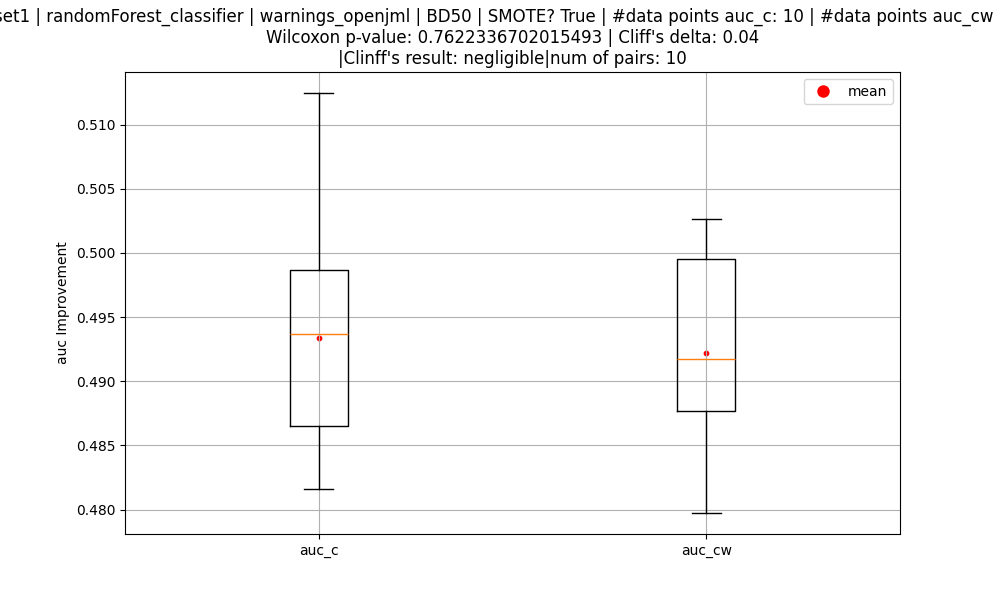 set1 | randomForest_classifier | warnings_openjml | BD50 | SMOTE? True | #data points auc_c: 10 | #data points auc_cw
Wilcoxon p-value: 0.7622336702015493 | Cliff's delta: 0.04
|Clinff's result: negligible|num of pairs: 10
mean
0.510
0.505
0.500
0.495
0.490
0.485
0.480
auc Improvement
auc_c
auc_cw